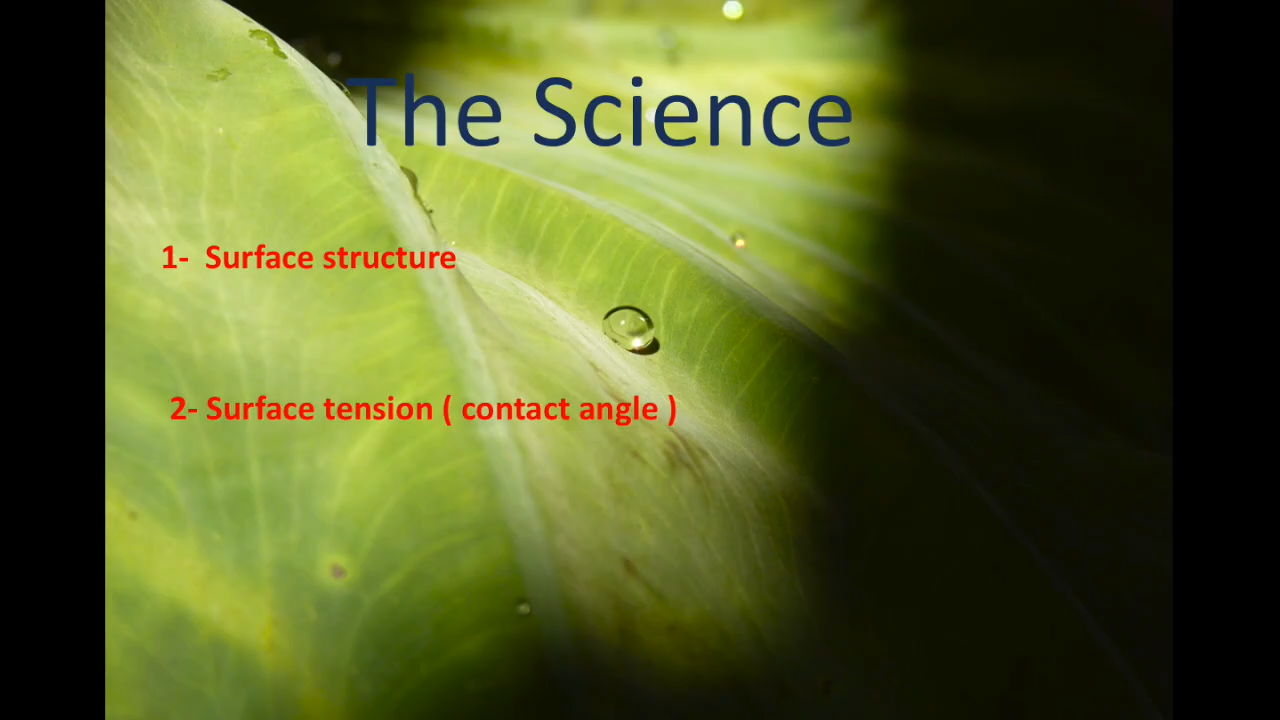 The Science
1- Surface structure
2- Surface tension ( contact angle )